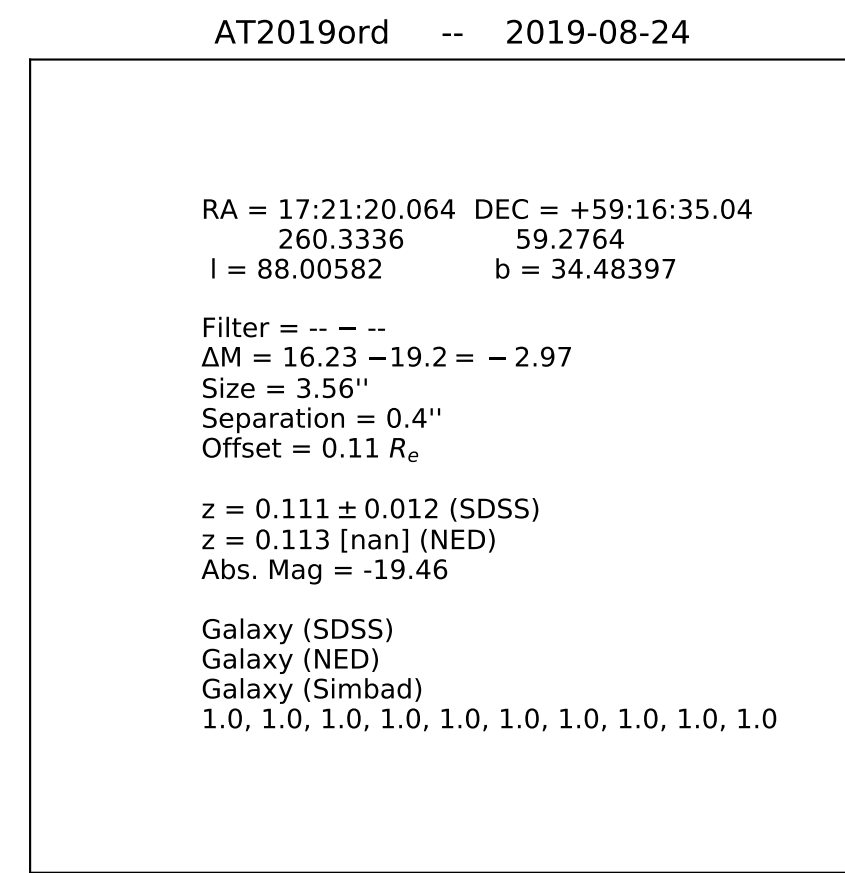 AT2019ord -- 2019-08-24
RA = 17:21:20.064 DEC = +59:16:35.04
260.3336 59.2764
l = 88.00582 b = 34.48397
Filter = -- − --
ΔM = 16.23 −19.2 = − 2.97
Size = 3.56''
Separation = 0.4''
Offset = 0.11 Re
z = 0.111 ± 0.012 (SDSS)
z = 0.113 [nan] (NED)
Abs. Mag = -19.46
Galaxy (SDSS)
Galaxy (NED)
Galaxy (Simbad)
1.0, 1.0, 1.0, 1.0, 1.0, 1.0, 1.0, 1.0, 1.0, 1.0